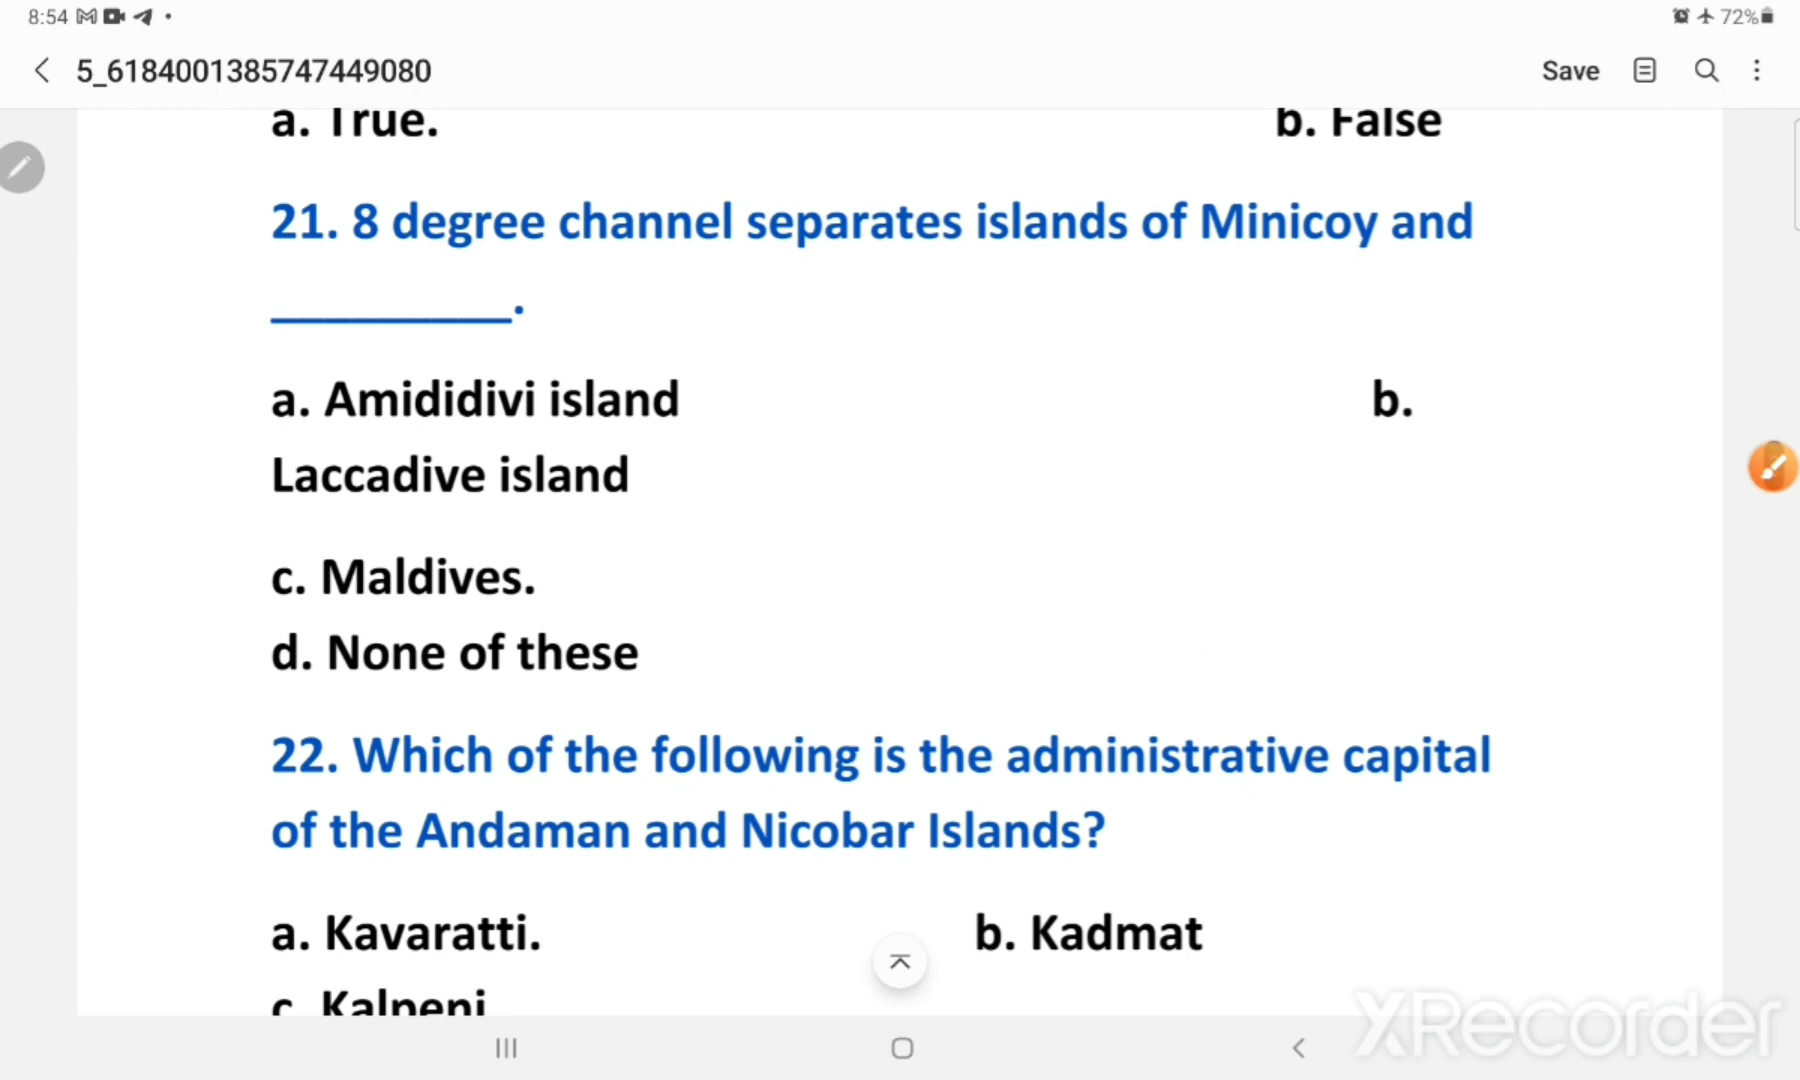 8:54
72%
5_6184001385747449080
Save
a. True.
b. False
21. 8 degree channel separates islands of Minicoy and
_________.
a. Amididivi island
b.
Laccadive island
c. Maldives.
d. None of these
22. Which of the following is the administrative capital
of the Andaman and Nicobar Islands?
a. Kavaratti.
b. Kadmat
c. Kalpeni
XRecorder